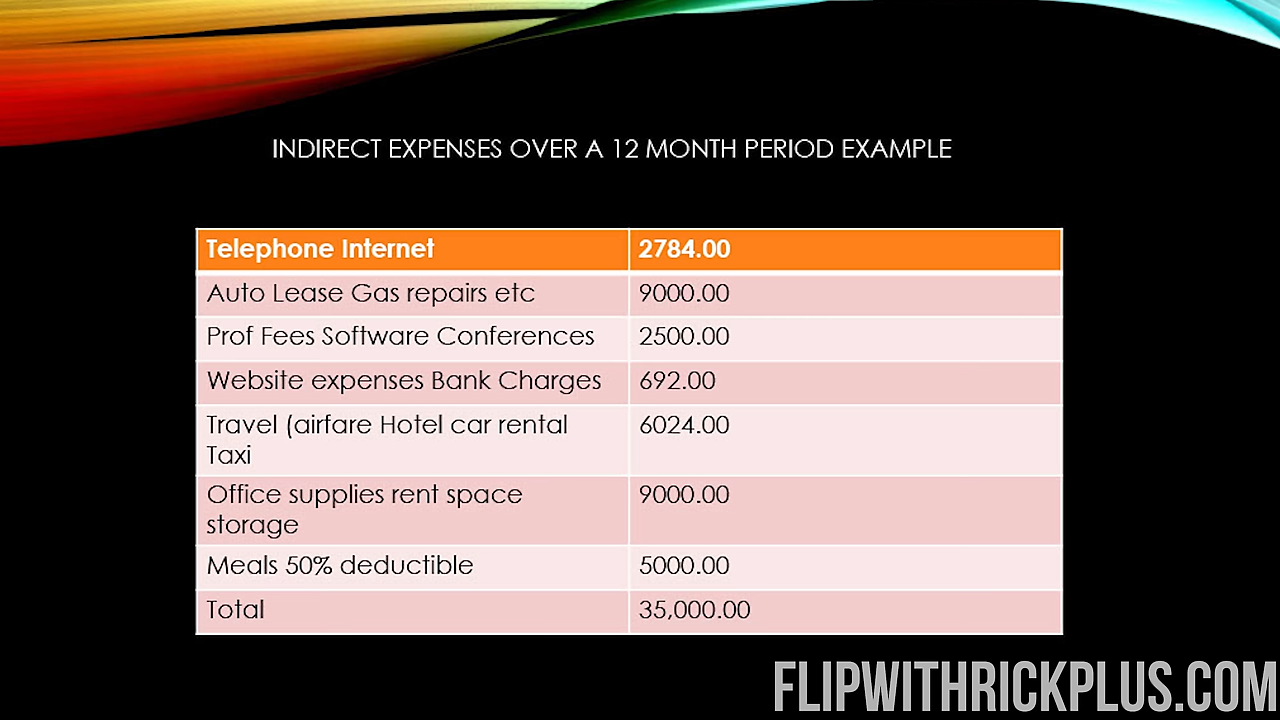 INDIRECT EXPENSES OVER A 12 MONTH PERIOD EXAMPLE
Telephone Internet 2784.00
Auto Lease Gas repairs etc 9000.00
Prof Fees Software Conferences 2500.00
Website expenses Bank Charges 692.00
Travel (airfare Hotel car rental 6024.00
Taxi
Office supplies rent space 9000.00
storage
Meals 50% deductible 5000.00
Total 35,000.00
FLIPWITHRICKPLUS.COM